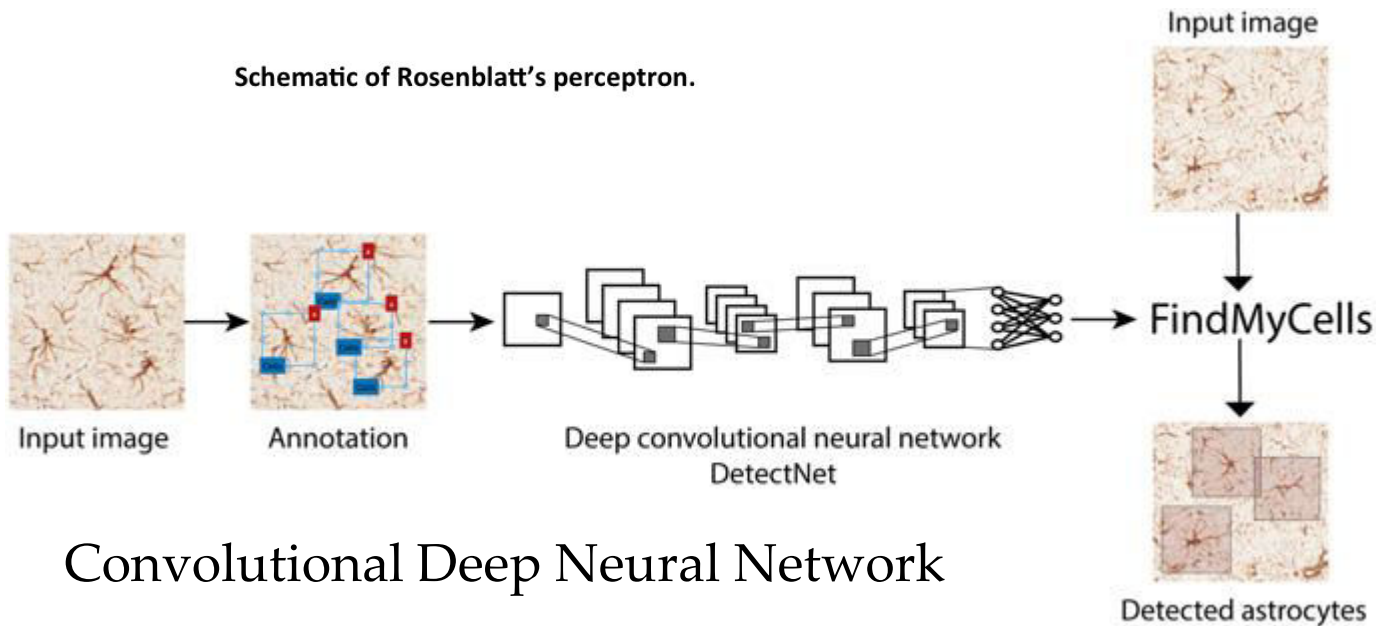 Input image
Schematic of Rosenblatt's perceptron.
FindMyCells
Input image
Annotation
Deep convolutional neural network
DetectNet
Convolutional Deep Neural Network
Detected astrocytes